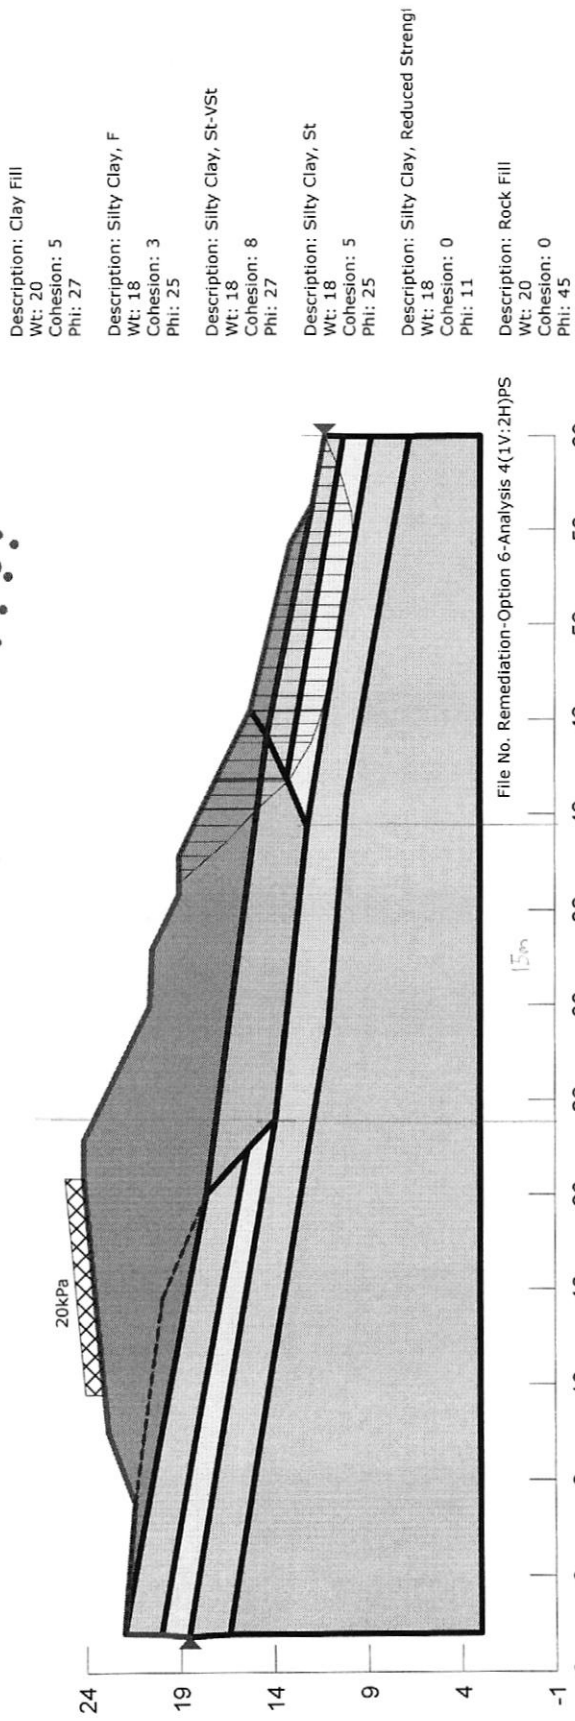 Description: Clay Fill
Wt: 20
Cohesion: 5
Phi: 27
Description: Silty Clay, F
Wt: 18
Cohesion: 3
Phi: 25
Description: Silty Clay, St-VSt
Wt: 18
Cohesion: 8
Phi: 27
Description: Silty Clay, St
Wt: 18
Cohesion: 5
Phi: 25
Description: Silty Clay, Reduced Strengl
Wt: 18
Cohesion: 0
Phi: 11
Description: Rock Fill
Wt: 20
Cohesion: 0
Phi: 45
20kPa
File No. Remediation-Option 6-Analysis 4(1V:2H)PS
15m
24
19
14
9
4
-1